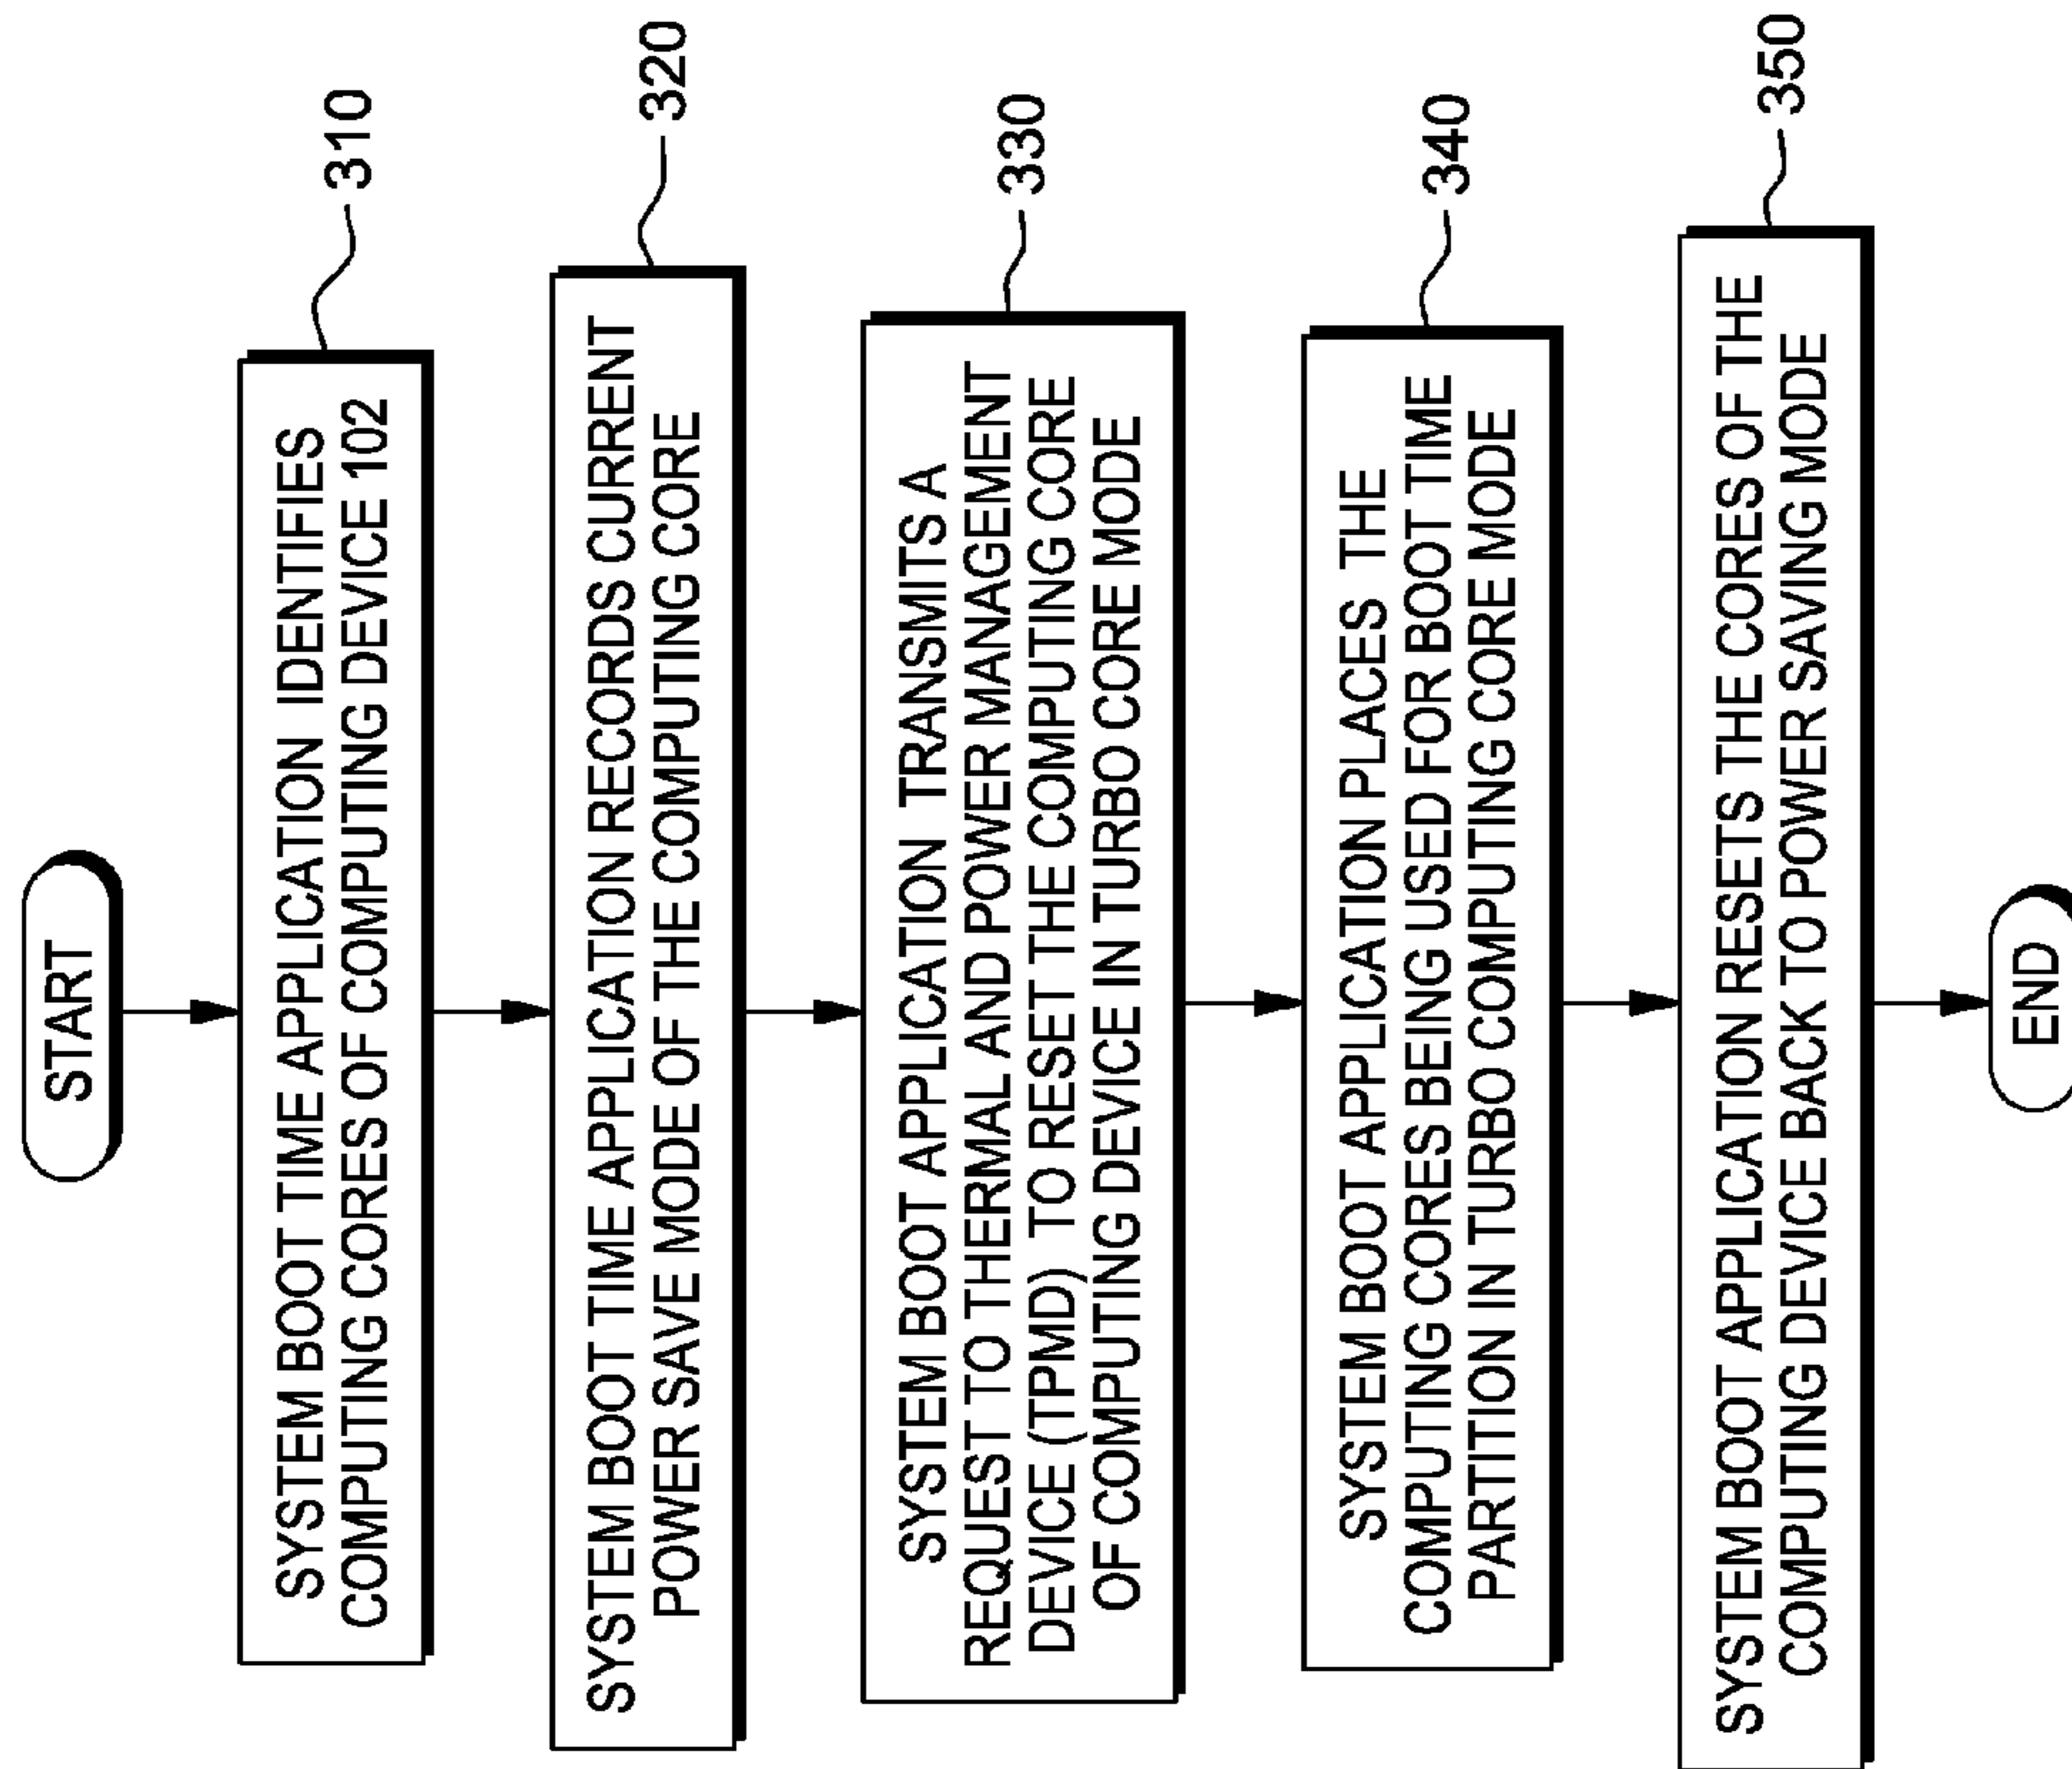 START
SYSTEM BOOT TIME APPLICATION IDENTIFIES
COMPUTING CORES OF COMPUTING DEVICE 102
310
SYSTEM BOOT TIME APPLICATION RECORDS CURRENT
POWER SAVE MODE OF THE COMPUTING CORE
320
SYSTEM BOOT APPLICATION TRANSMITS A
REQUEST TO THERMAL AND POWER MANAGEMENT
DEVICE (TPMD) TO RESET THE COMPUTING CORE
OF COMPUTING DEVICE IN TURBO CORE MODE
330
SYSTEM BOOT APPLICATION PLACES THE
COMPUTING CORES BEING USED FOR BOOT TIME
PARTITION IN TURBO COMPUTING CORE MODE
340
SYSTEM BOOT APPLICATION RESETS THE CORES OF THE
COMPUTING DEVICE BACK TO POWER SAVING MODE
350
END